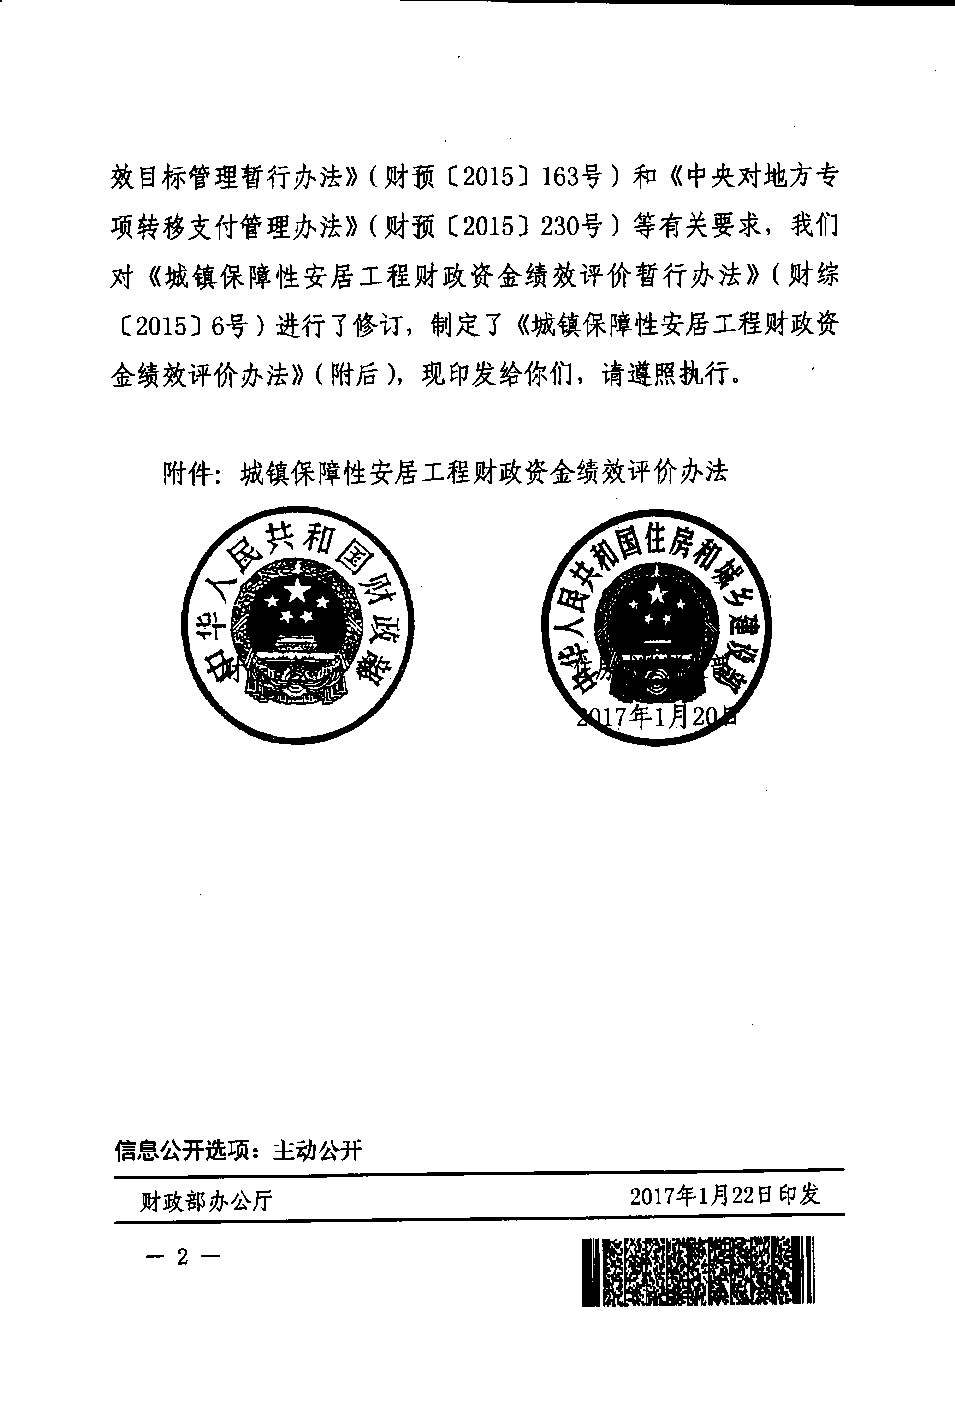 效目标管理暂行办法》(财预〔2015〕163号)和《中央对地方专
项转移支付管理办法》(财预〔2015〕230号)等有关要求，我们
对《城镇保障性安居工程财政资金绩效评价暂行办法》(财综
〔2015〕6号)进行了修订，制定了《城镇保障性安居工程财政资
金绩效评价办法》(附后)，现印发给你们，请遵照执行。
附件：城镇保障性安居工程财政资金绩效评价办法
中华人民共和国财政部
中华人民共和国住房和城乡建设部
2017年1月20日
信息公开选项：主动公开
财政部办公厅 2017年1月22日印发
— 2 —